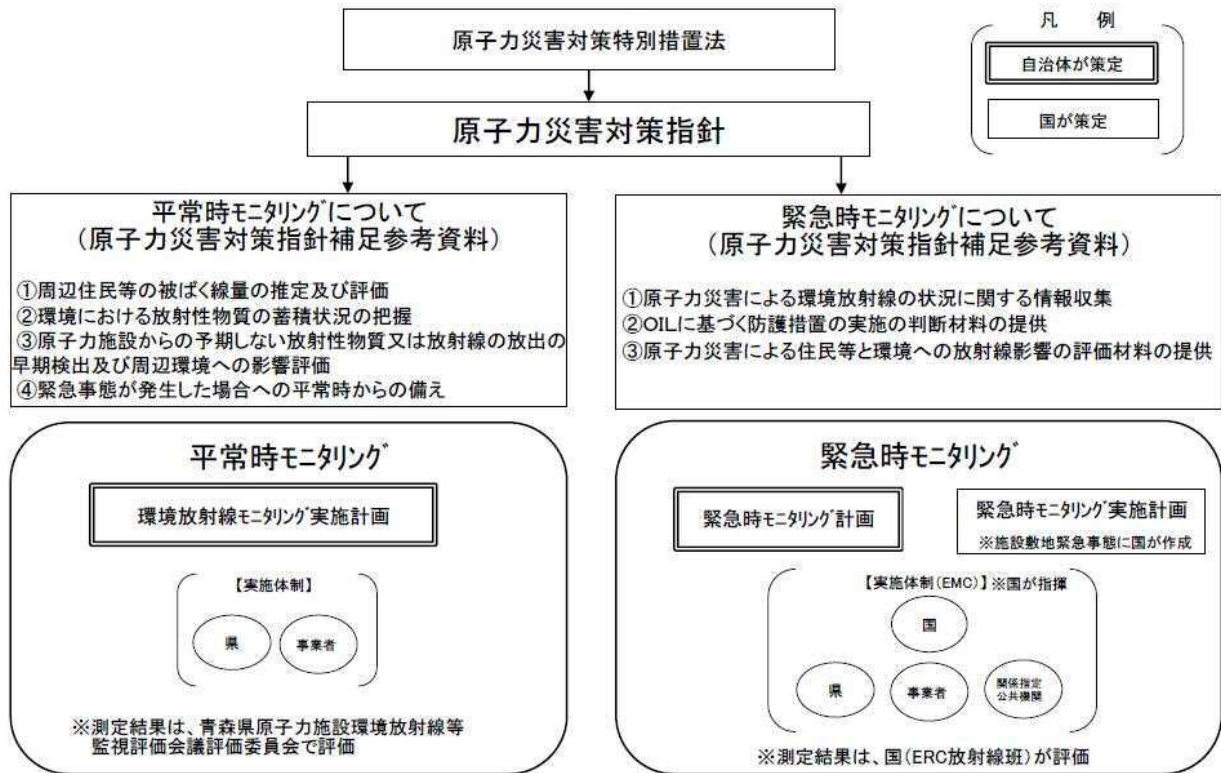 原子力災害対策特別措置法
凡　例
自治体が策定
国が策定
原子力災害対策指針
平常時ﾓﾆﾀﾘﾝｸﾞについて
（原子力災害対策指針補足参考資料）
①周辺住民等の被ばく線量の推定及び評価
②環境における放射性物質の蓄積状況の把握
③原子力施設からの予期しない放射性物質又は放射線の放出の
早期検出及び周辺環境への影響評価
④緊急事態が発生した場合への平常時からの備え
緊急時ﾓﾆﾀﾘﾝｸﾞについて
（原子力災害対策指針補足参考資料）
①原子力災害による環境放射線の状況に関する情報収集
②OILに基づく防護措置の実施の判断材料の提供
③原子力災害による住民等と環境への放射線影響の評価材料の提供
平常時ﾓﾆﾀﾘﾝｸﾞ
環境放射線ﾓﾆﾀﾘﾝｸﾞ実施計画
【実施体制】
県
事業者
※測定結果は、青森県原子力施設環境放射線等
監視評価会議評価委員会で評価
緊急時ﾓﾆﾀﾘﾝｸﾞ
緊急時ﾓﾆﾀﾘﾝｸﾞ計画
緊急時ﾓﾆﾀﾘﾝｸﾞ実施計画
※施設敷地緊急事態に国が作成
【実施体制(EMC)】※国が指揮
国
県
事業者
関係指定
公共機関
※測定結果は、国(ERC放射線班)が評価